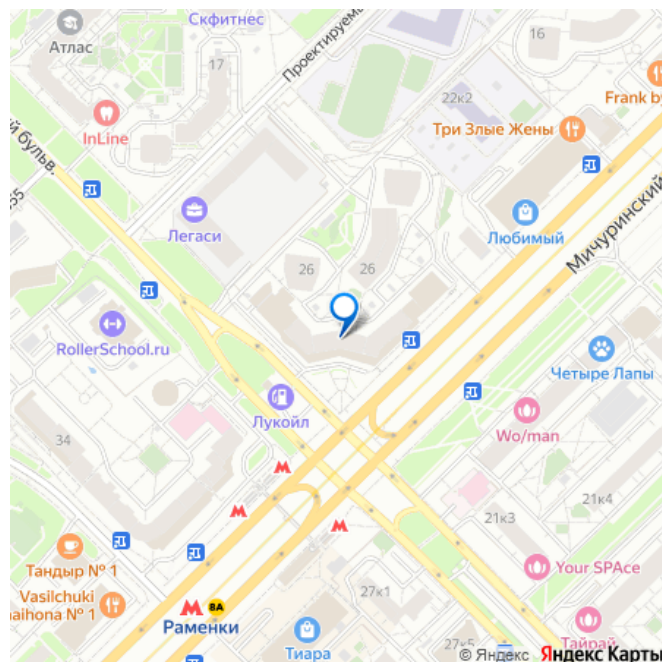 Скфитнес
Атлас
17
Проектируема
16
22к2
Frank by
InLine
Три Злые Жены
й бульв.
55
Легаси
Любимый
Мичуринский
26
26
RollerSchool.ru
Четыре Лапы
Лукойл
Wo/man
34
21к4
21к3
Тандыр № 1
Your SPAce
Vasilchuki
aihona № 1
8А
27к1
Раменки
Тиара
27к5
Тайрай
© Яндекс Яндекс Карты